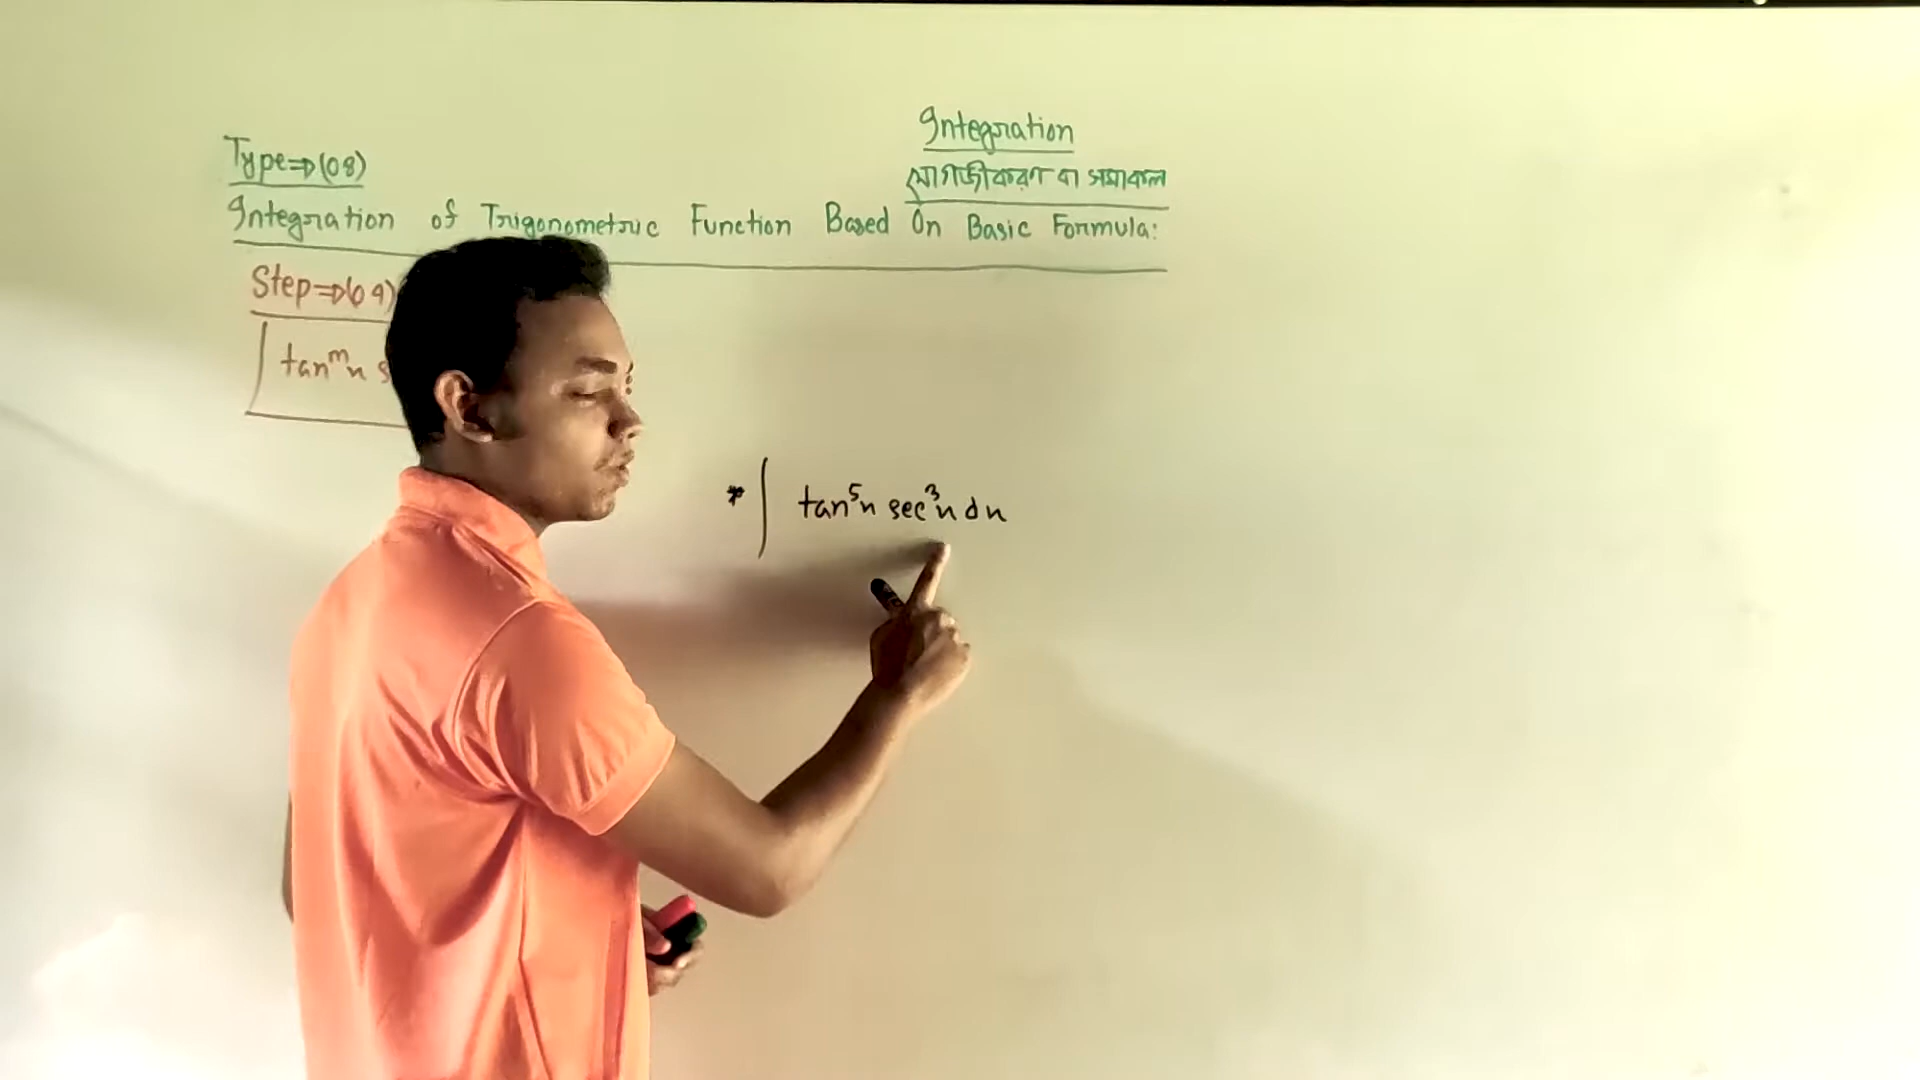 Integration
যোগজীকরণ বা সমাকল
Type⇒(08)
Integration of Trigonometric Function Based On Basic Formula:
Step⇒(09)
∫ tanᵐx s
* ∫ tan⁵x sec³x dx